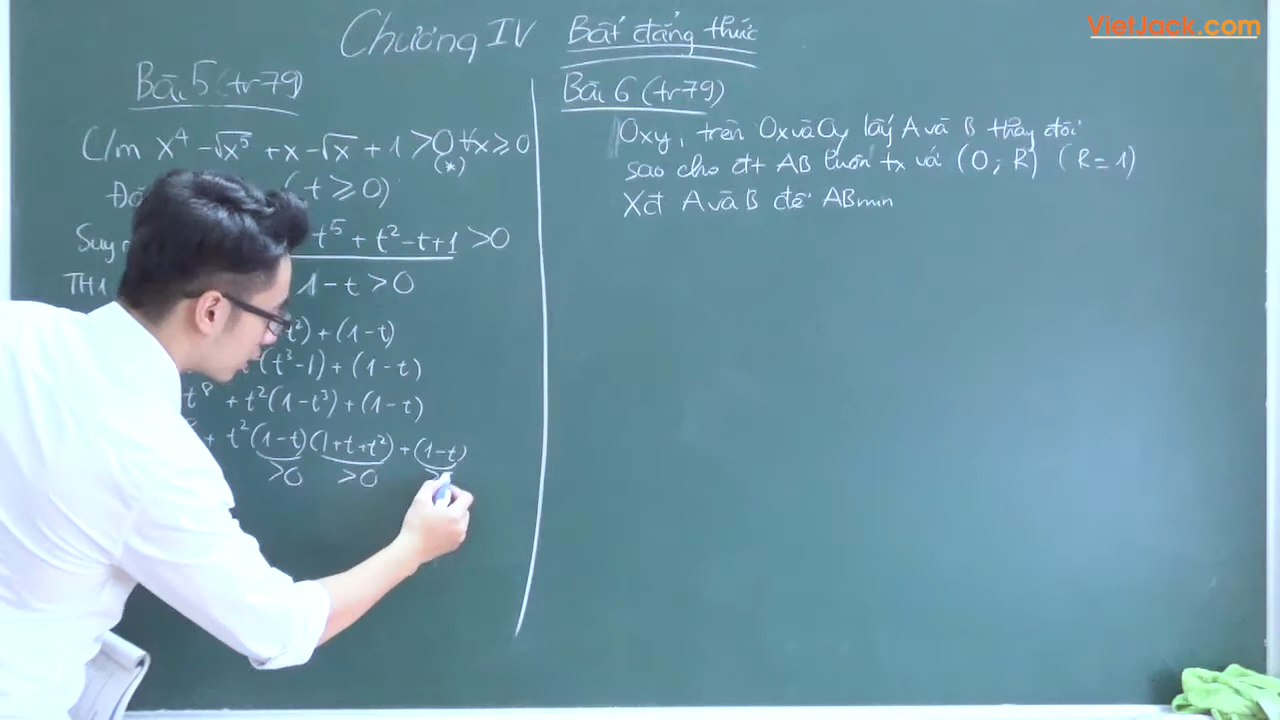 VietJack.com
Chương IV Bất đẳng thức
Bài 5 (tr79)
C/m x⁴ - √x⁵ + x - √x + 1 > 0 ∀x ≥ 0
(*)
(t ≥ 0)
t⁵ + t² - t + 1 > 0
TH1 1 - t > 0
t²) + (1 - t)
(t³ - 1) + (1 - t)
t⁸ + t²(1 - t³) + (1 - t)
+ t²(1 - t)(1 + t + t²) + (1 - t)
>0 >0
Bài 6 (tr79)
Oxy, trên Ox và Oy lấy A và B thay đổi
sao cho đt AB luôn tx với (O; R) (R = 1)
Xđ A và B để ABmin